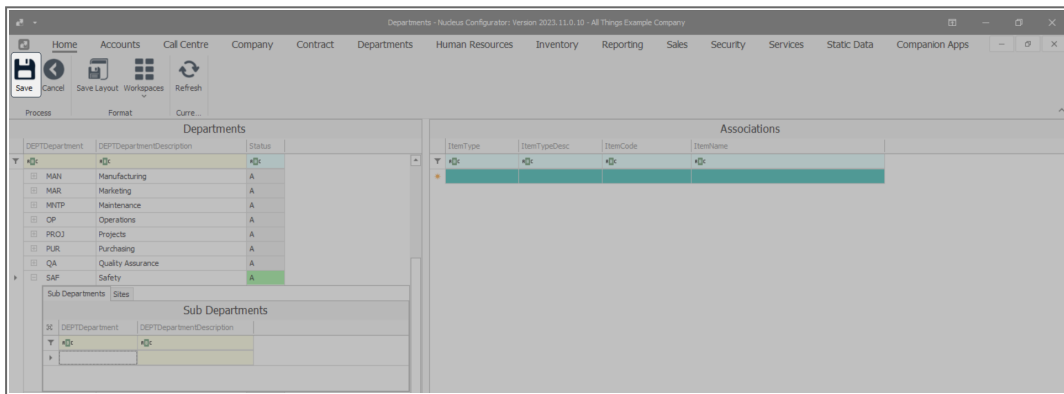 Departments - Nucleus Configurator: Version 2023.11.0.10 - All Things Example Company
Home Accounts Call Centre Company Contract Departments Human Resources Inventory Reporting Sales Security Services Static Data Companion Apps
Save Cancel Save Layout Workspaces Refresh
Process Format Curre...
Departments
DEPTDepartment DEPTDepartmentDescription Status
MAN Manufacturing A
MAR Marketing A
MNTP Maintenance A
OP Operations A
PROJ Projects A
PUR Purchasing A
QA Quality Assurance A
SAF Safety A
Sub Departments Sites
Sub Departments
DEPTDepartment DEPTDepartmentDescription
Associations
ItemType ItemTypeDesc ItemCode ItemName